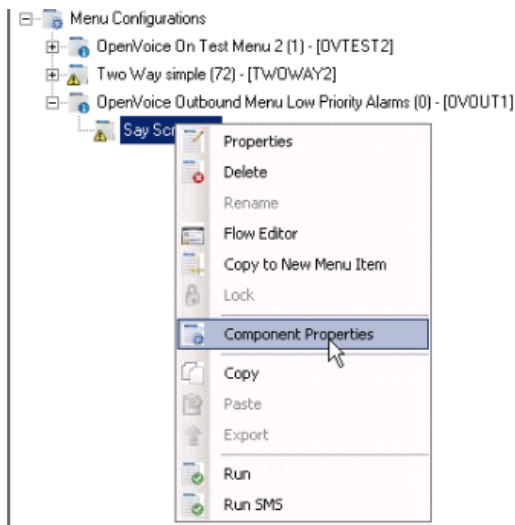 Menu Configurations
OpenVoice On Test Menu 2 (1) - [OVTEST2]
Two Way simple (72) - [TWOWAY2]
OpenVoice Outbound Menu Low Priority Alarms (0) - [OVOUT1]
Say Scr
Properties
Delete
Rename
Flow Editor
Copy to New Menu Item
Lock
Component Properties
Copy
Paste
Export
Run
Run SMS